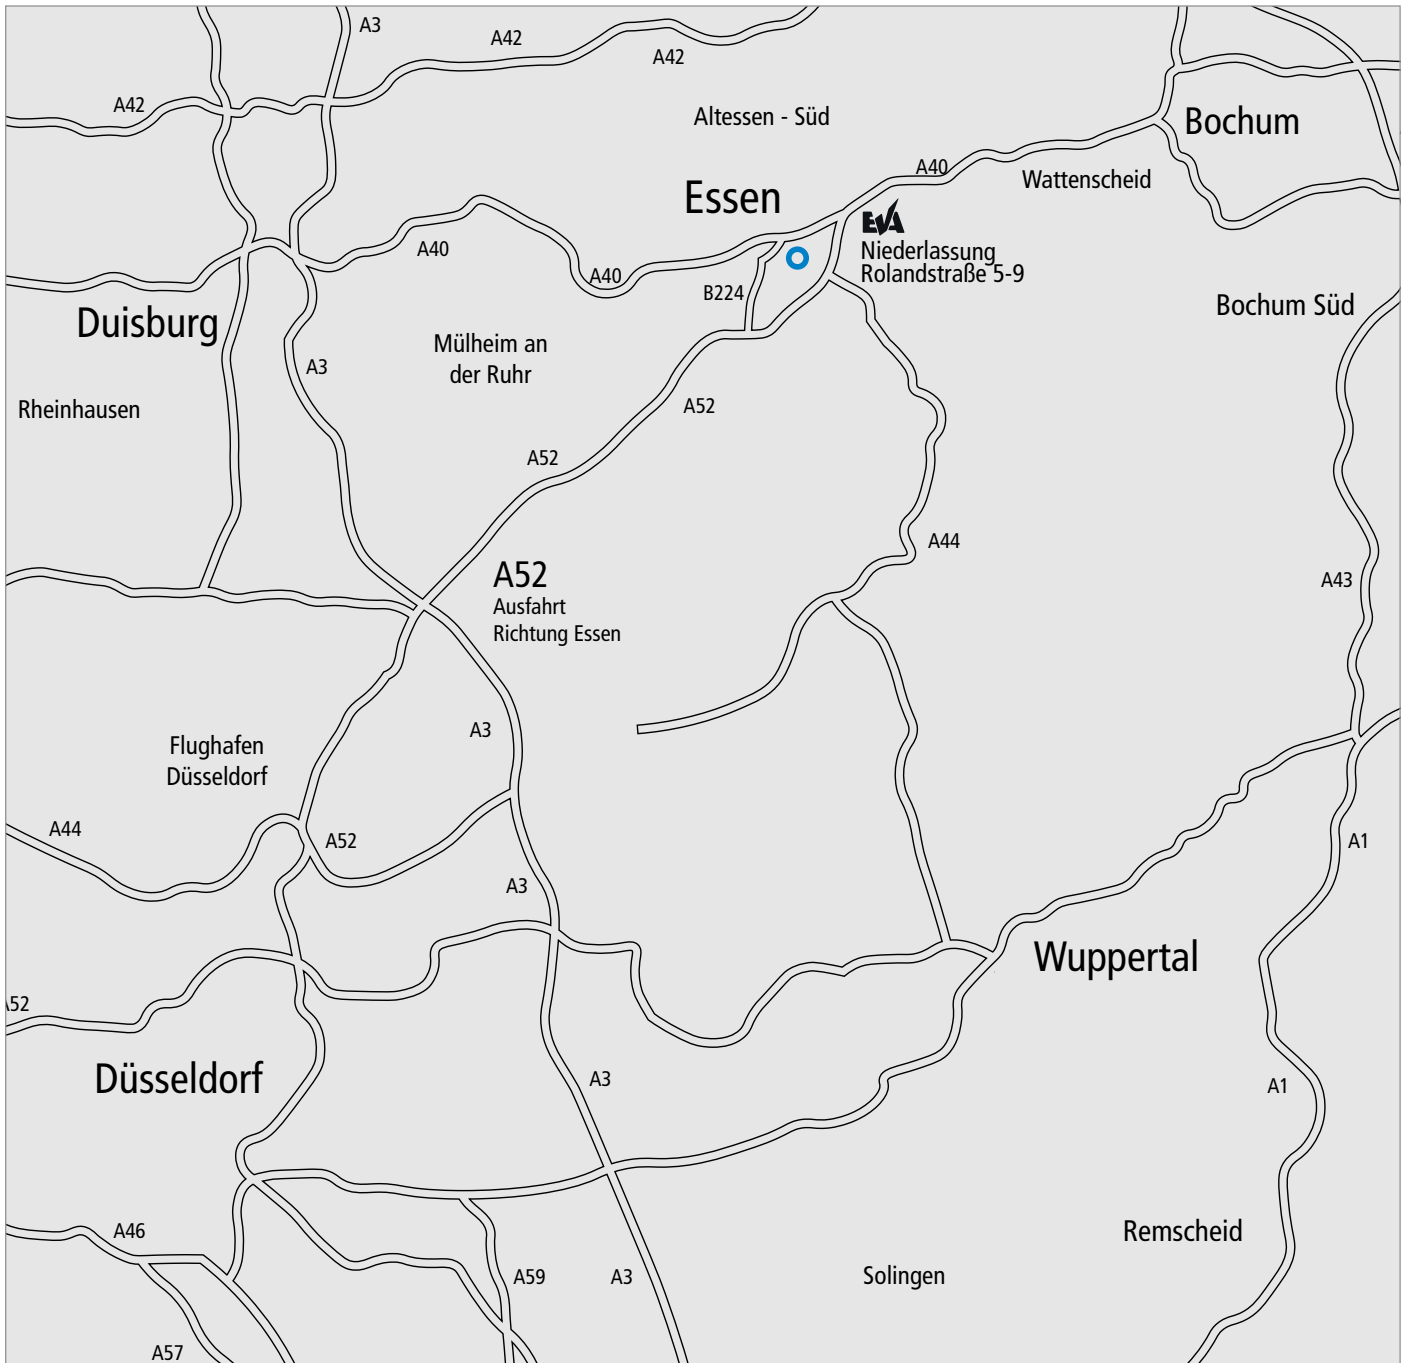 A3
A42
A42
A42
Altessen - Süd
Bochum
A40
Wattenscheid
Essen
EVA
Niederlassung
Rolandstraße 5-9
A40
A40
B224
Bochum Süd
Duisburg
Mülheim an
der Ruhr
A3
A52
Rheinhausen
A52
A44
A52
Ausfahrt
Richtung Essen
A43
A3
Flughafen
Düsseldorf
A44
A52
A1
A3
Wuppertal
A52
Düsseldorf
A3
A1
A46
Remscheid
A59
A3
Solingen
A57